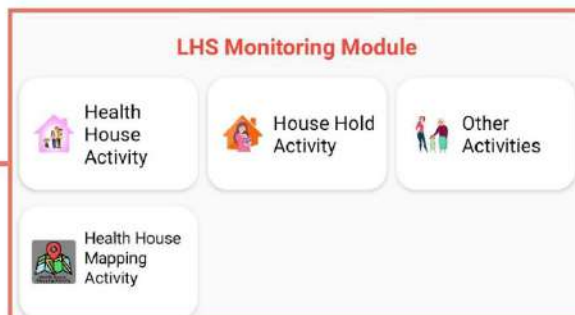 LHS Monitoring Module
Health
House
Activity
House Hold
Activity
Other
Activities
Health House
Mapping
Activity